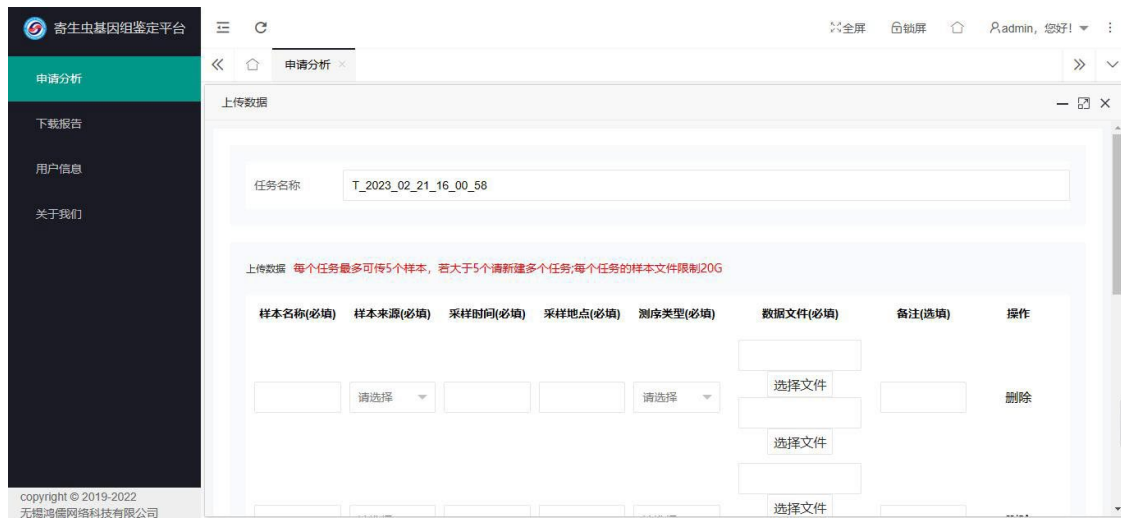 寄生虫基因组鉴定平台
全屏 锁屏 admin, 您好!
申请分析
申请分析
下载报告
用户信息
关于我们
上传数据
任务名称 T_2023_02_21_16_00_58
上传数据 每个任务最多可传5个样本, 若大于5个请新建多个任务;每个任务的样本文件限制20G
样本名称(必填) 样本来源(必填) 采样时间(必填) 采样地点(必填) 测序类型(必填) 数据文件(必填) 备注(选填) 操作
选择文件
请选择 请选择 删除
选择文件
选择文件
copyright © 2019-2022
无锡鸿儒网络科技有限公司